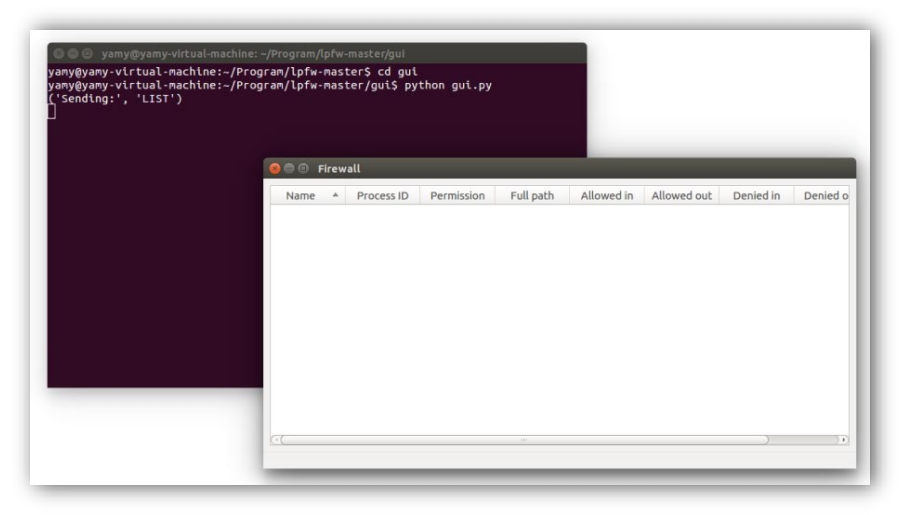 yamy@yamy-virtual-machine: ~/Program/lpfw-master/gui
yamy@yamy-virtual-machine:~/Program/lpfw-master$ cd gui
yamy@yamy-virtual-machine:~/Program/lpfw-master/gui$ python gui.py
('Sending:', 'LIST')
Firewall
Name Process ID Permission Full path Allowed in Allowed out Denied in Denied o